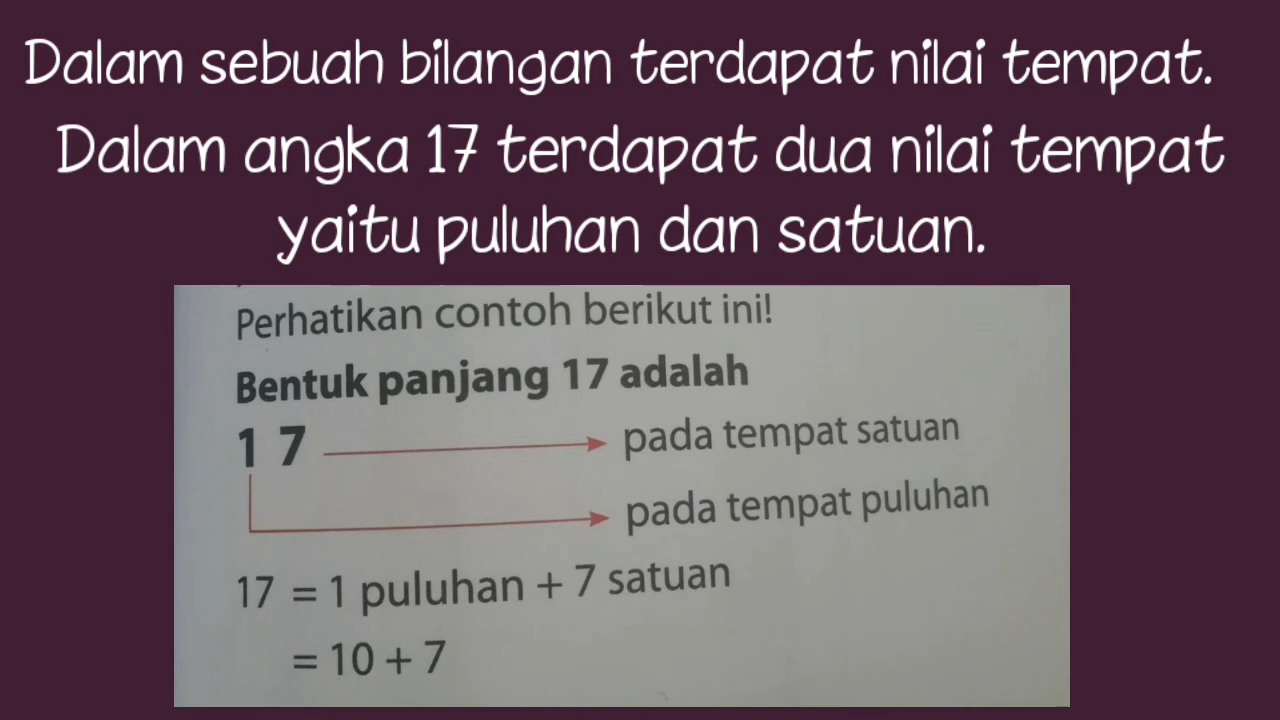 Dalam sebuah bilangan terdapat nilai tempat.
Dalam angka 17 terdapat dua nilai tempat
yaitu puluhan dan satuan.
Perhatikan contoh berikut ini!
Bentuk panjang 17 adalah
1 7 pada tempat satuan
pada tempat puluhan
17 = 1 puluhan + 7 satuan
= 10 + 7